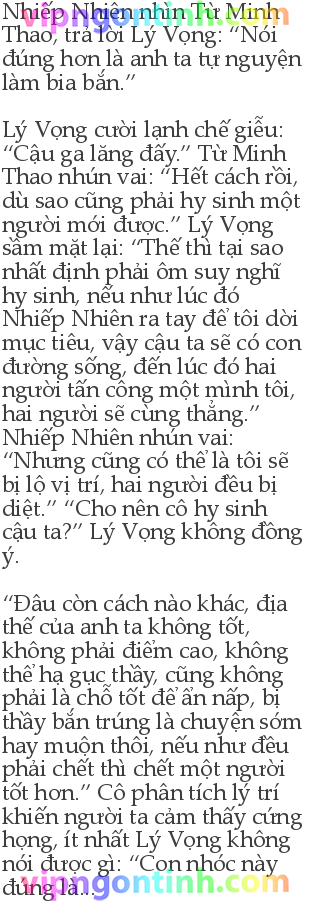 Nhiếp Nhiên nhìn Từ Minh
Thao, trả lời Lý Vọng: “Nói
đúng hơn là anh ta tự nguyện
làm bia bắn.”
Lý Vọng cười lạnh chế giễu:
“Cậu ga lăng đấy.” Từ Minh
Thao nhún vai: “Hết cách rồi,
dù sao cũng phải hy sinh một
người mới được.” Lý Vọng
sầm mặt lại: “Thế thì tại sao
nhất định phải ôm suy nghĩ
hy sinh, nếu như lúc đó
Nhiếp Nhiên ra tay để tôi dời
mục tiêu, vậy cậu ta sẽ có con
đường sống, đến lúc đó hai
người tấn công một mình tôi,
hai người sẽ cùng thắng.”
Nhiếp Nhiên nhún vai:
“Nhưng cũng có thể là tôi sẽ
bị lộ vị trí, hai người đều bị
diệt.” “Cho nên cô hy sinh
cậu ta?” Lý Vọng không đồng
ý.
“Đâu còn cách nào khác, địa
thế của anh ta không tốt,
không phải điểm cao, không
thể hạ gục thầy, cũng không
phải là chỗ tốt để ẩn nấp, bị
thầy bắn trúng là chuyện sớm
hay muộn thôi, nếu như đều
phải chết thì chết một người
tốt hơn.” Cô phân tích lý trí
khiến người ta cảm thấy cứng
họng, ít nhất Lý Vọng không
nói được gì: “Con nhóc này
đúng là...
vipngontinh.com
vipngontinh.com